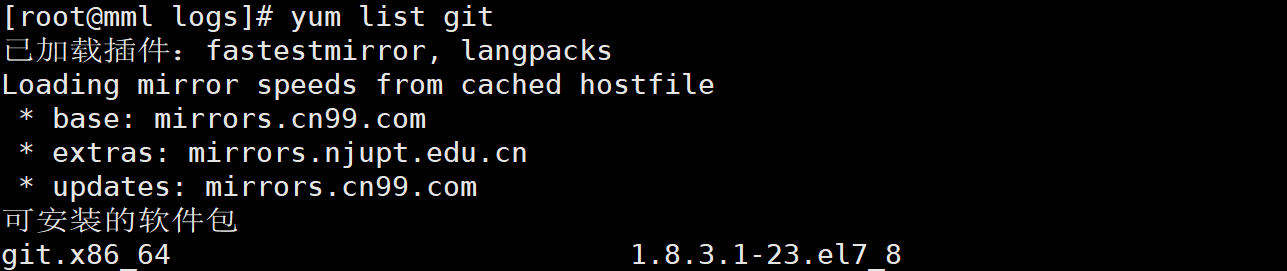 [root@mml logs]# yum list git
已加载插件：fastestmirror, langpacks
Loading mirror speeds from cached hostfile
 * base: mirrors.cn99.com
 * extras: mirrors.njupt.edu.cn
 * updates: mirrors.cn99.com
可安装的软件包
git.x86_64                           1.8.3.1-23.el7_8